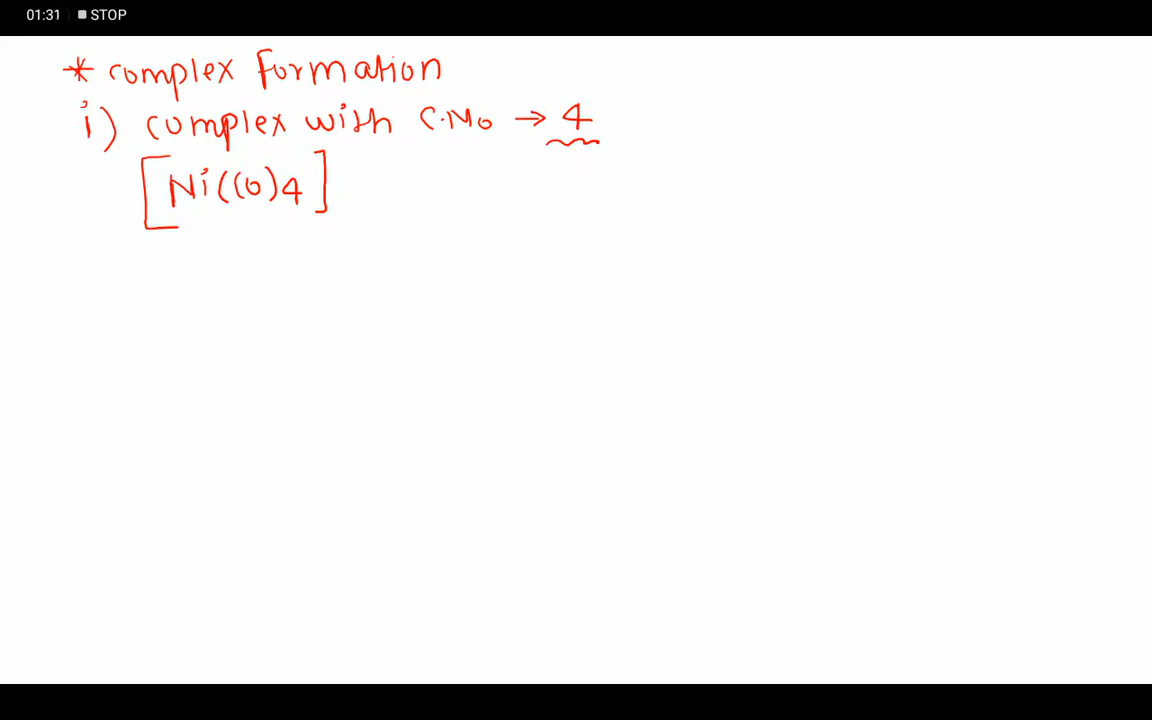 01:31 STOP
* complex formation
i) complex with C.No → 4
[Ni(CO)4]